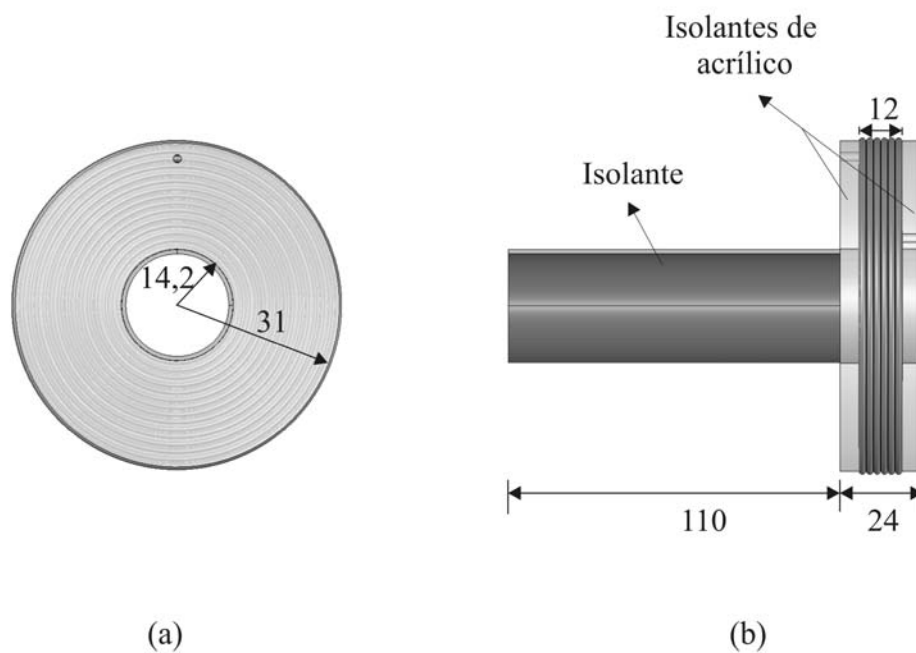 Isolantes de
acrílico
12
Isolante
14,2
31
110
24
(a)
(b)